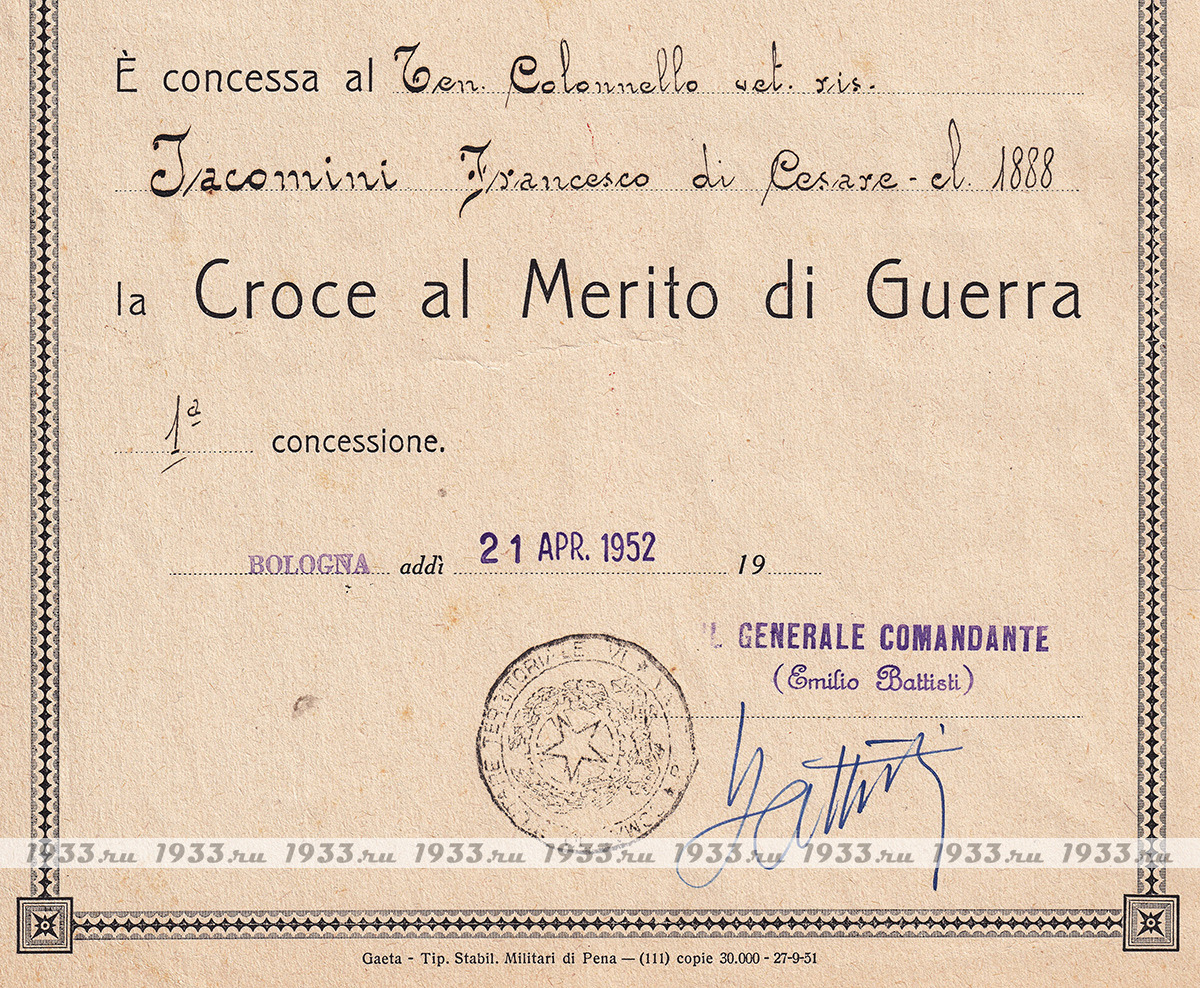 È concessa al Ten. Colonnello vet. ris.
Jacomini Francesco di Cesare - cl. 1888
la Croce al Merito di Guerra
1ª concessione.
BOLOGNA addì 21 APR. 1952 19
IL GENERALE COMANDANTE
(Emilio Battisti)
TERRITORIALE VI
Battisti
1933.ru 1933.ru 1933.ru 1933.ru 1933.ru 1933.ru 1933.ru 1933.ru 1933.ru
Gaeta - Tip. Stabil. Militari di Pena — (111) copie 30.000 - 27-9-51